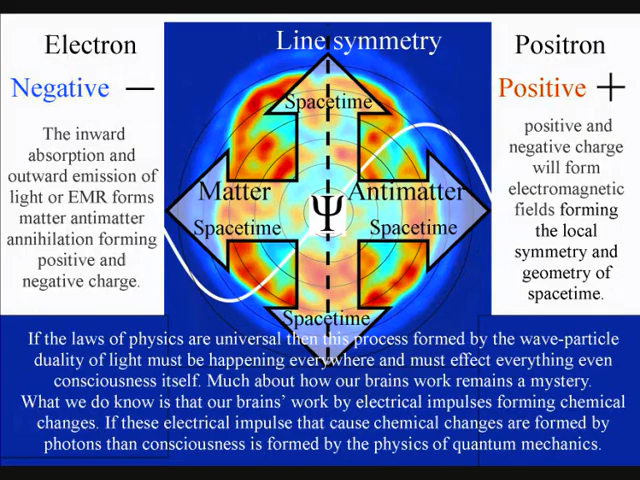 Electron
Line symmetry
Positron
Negative —
Positive +
The inward
absorption and
outward emission of
light or EMR forms
matter antimatter
annihilation forming
positive and
negative charge.
Spacetime
Matter
Antimatter
Ψ
Spacetime
Spacetime
Spacetime
positive and
negative charge
will form
electromagnetic
fields forming
the local
symmetry and
geometry of
spacetime.
If the laws of physics are universal then this process formed by the wave-particle
duality of light must be happening everywhere and must effect everything even
consciousness itself. Much about how our brains work remains a mystery.
What we do know is that our brains' work by electrical impulses forming chemical
changes. If these electrical impulse that cause chemical changes are formed by
photons than consciousness is formed by the physics of quantum mechanics.